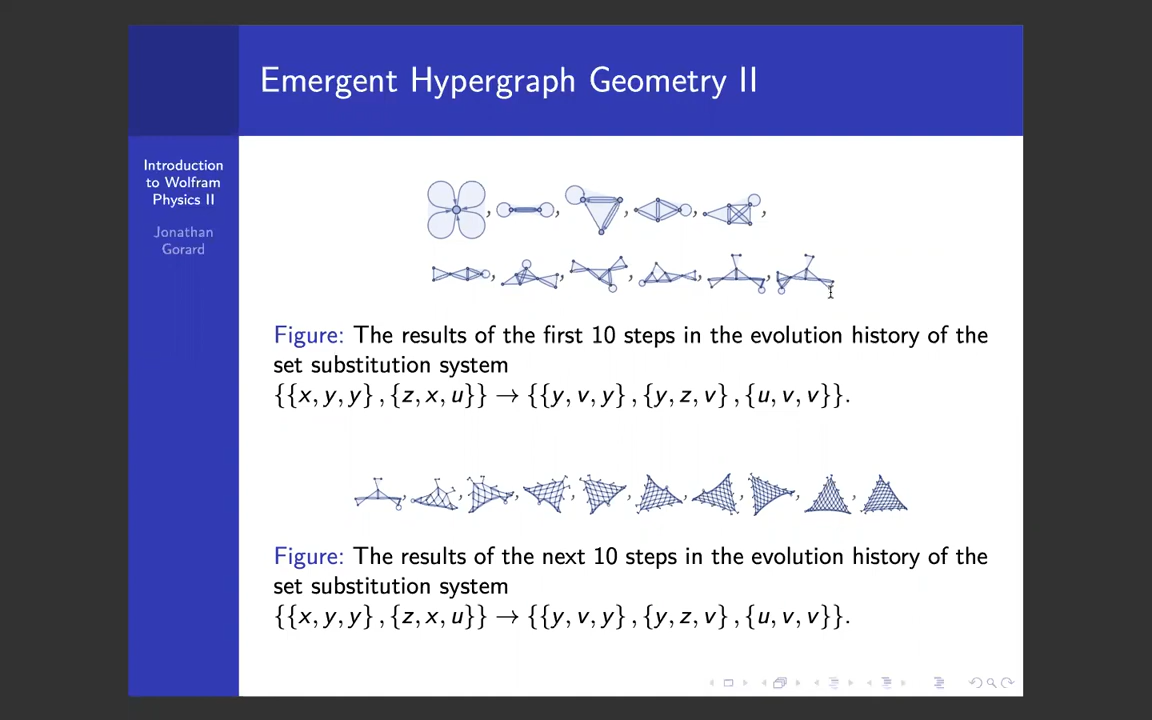 Emergent Hypergraph Geometry II
Introduction
to Wolfram
Physics II
Jonathan
Gorard
Figure: The results of the first 10 steps in the evolution history of the
set substitution system
{{x, y, y} , {z, x, u}} → {{y, v, y} , {y, z, v} , {u, v, v}}.
Figure: The results of the next 10 steps in the evolution history of the
set substitution system
{{x, y, y} , {z, x, u}} → {{y, v, y} , {y, z, v} , {u, v, v}}.